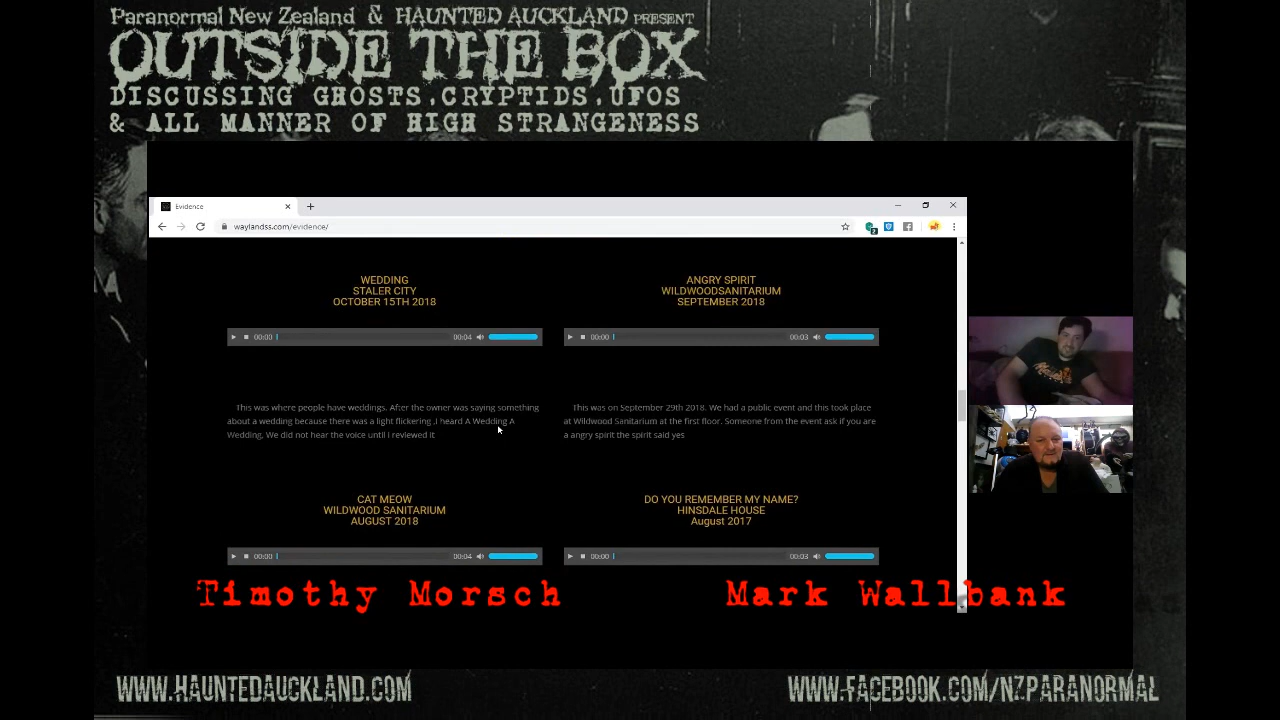 Paranormal New Zealand & HAUNTED AUCKLAND PRESENT
OUTSIDE THE BOX
DISCUSSING GHOSTS,CRYPTIDS,UFOS
& ALL MANNER OF HIGH STRANGENESS
Evidence
waylandss.com/evidence/
WEDDING
STALER CITY
OCTOBER 15TH 2018
ANGRY SPIRIT
WILDWOODSANITARIUM
SEPTEMBER 2018
00:00 00:04
00:00 00:03
This was where people have weddings. After the owner was saying something
about a wedding because there was a light flickering ,I heard A Wedding A
Wedding, We did not hear the voice until I reviewed it
This was on September 29th 2018. We had a public event and this took place
at Wildwood Sanitarium at the first floor. Someone from the event ask if you are
a angry spirit the spirit said yes
CAT MEOW
WILDWOOD SANITARIUM
AUGUST 2018
DO YOU REMEMBER MY NAME?
HINSDALE HOUSE
August 2017
00:00 00:04
00:00 00:03
Timothy Morsch
Mark Wallbank
WWW.HAUNTEDAUCKLAND.COM
WWW.FACEBOOK.COM/NZPARANORMAL